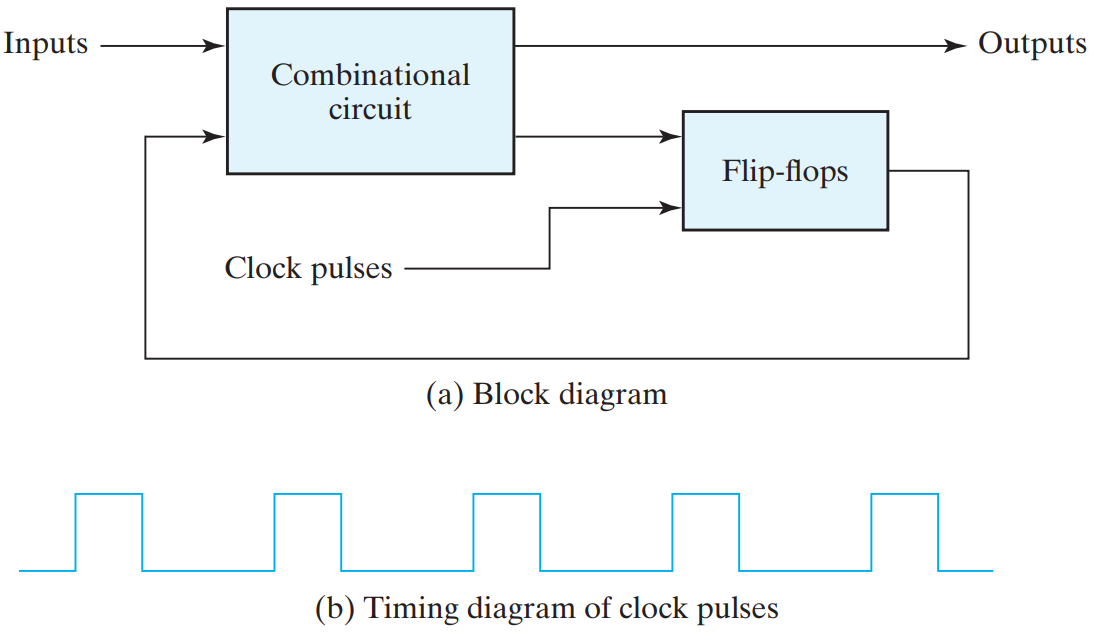 Inputs
Combinational
circuit
Outputs
Flip-flops
Clock pulses
(a) Block diagram
(b) Timing diagram of clock pulses